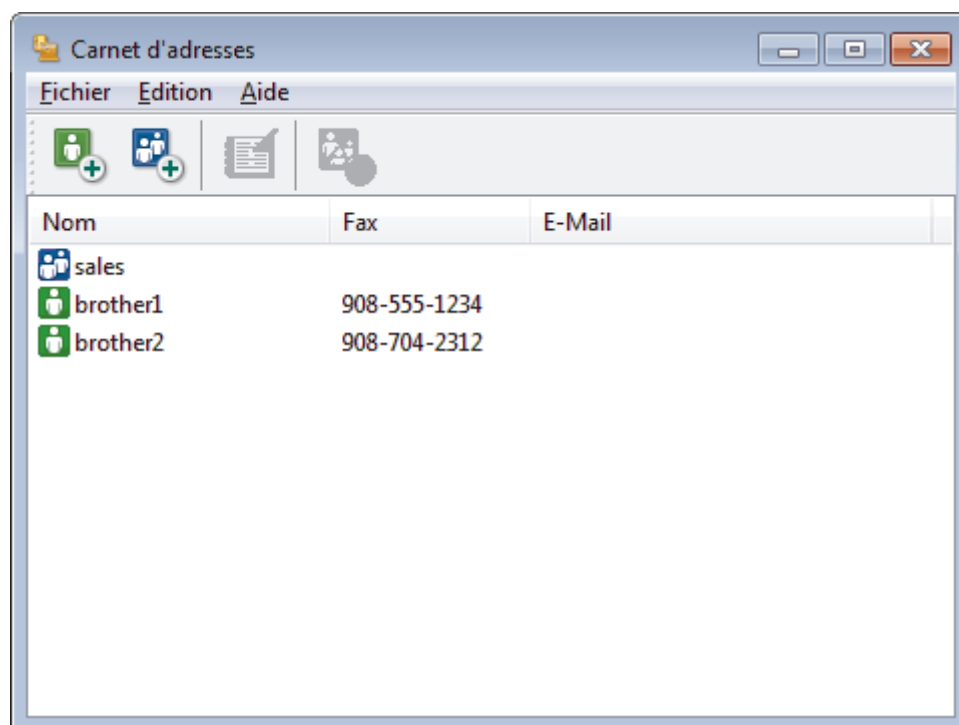 Carnet d'adresses
Fichier Edition Aide
Nom Fax E-Mail
sales
brother1 908-555-1234
brother2 908-704-2312